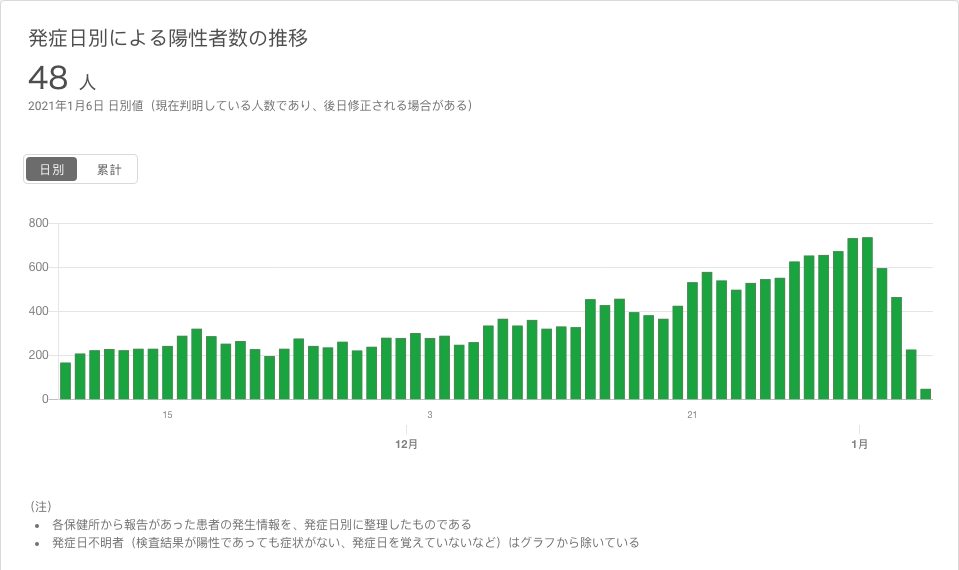 発症日別による陽性者数の推移
48 人
2021年1月6日 日別値（現在判明している人数であり、後日修正される場合がある）
日別 累計
800
600
400
200
0
15 3 21
12月 1月
（注）
• 各保健所から報告があった患者の発生情報を、発症日別に整理したものである
• 発症日不明者（検査結果が陽性であっても症状がない、発症日を覚えていないなど）はグラフから除いている